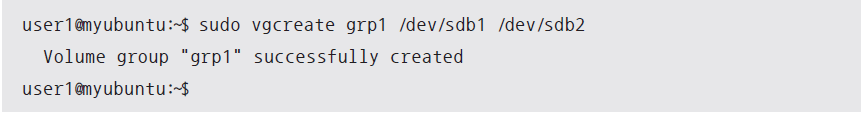 user1@myubuntu:~$ sudo vgcreate grp1 /dev/sdb1 /dev/sdb2
  Volume group "grp1" successfully created
user1@myubuntu:~$